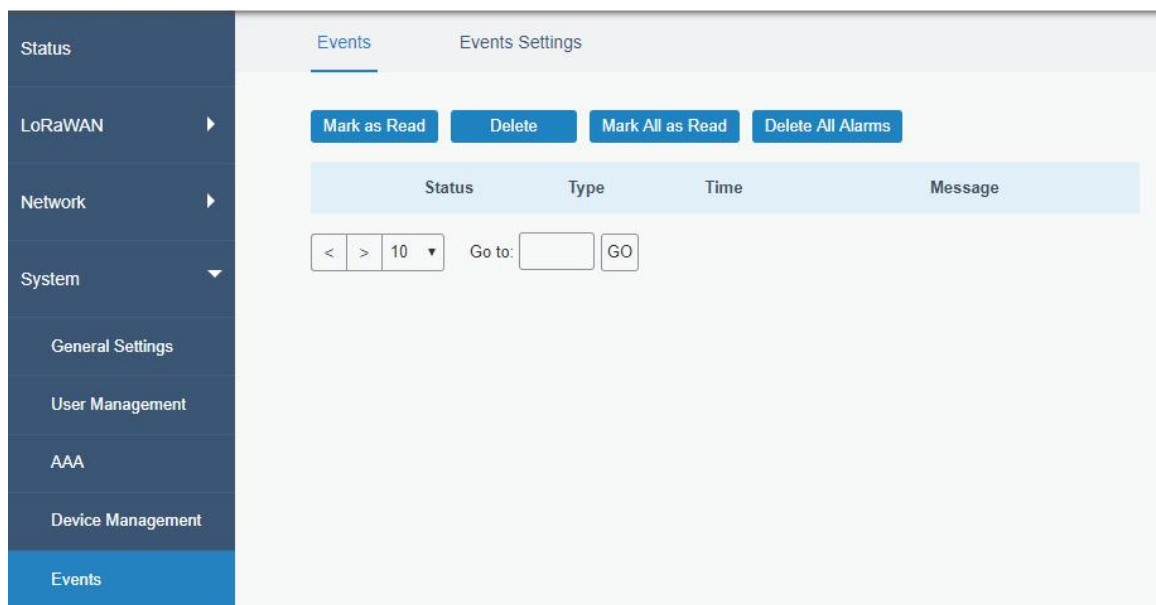 Status
LoRaWAN
Network
System
General Settings
User Management
AAA
Device Management
Events
Events Events Settings
Mark as Read Delete Mark All as Read Delete All Alarms
Status Type Time Message
< > 10 Go to: GO